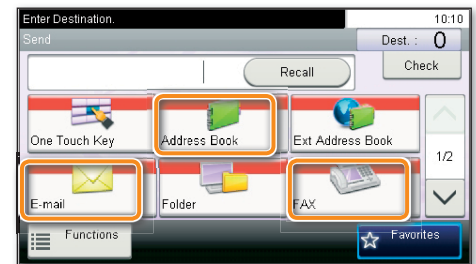 Enter Destination. 10:10
Send Dest. : 0
Recall Check
One Touch Key Address Book Ext Address Book
1/2
E-mail Folder FAX
Functions Favorites